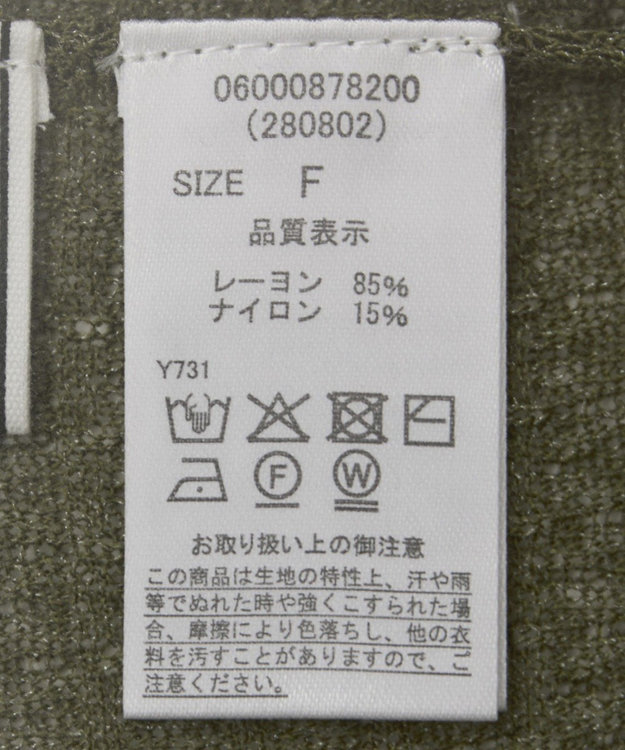 06000878200
(280802)
SIZE F
品質表示
レーヨン 85%
ナイロン 15%
Y731
F W
お取り扱い上の御注意
この商品は生地の特性上、汗や雨
等でぬれた時や強くこすられた場
合、摩擦により色落ちし、他の衣
料を汚すことがありますので、ご
注意ください。